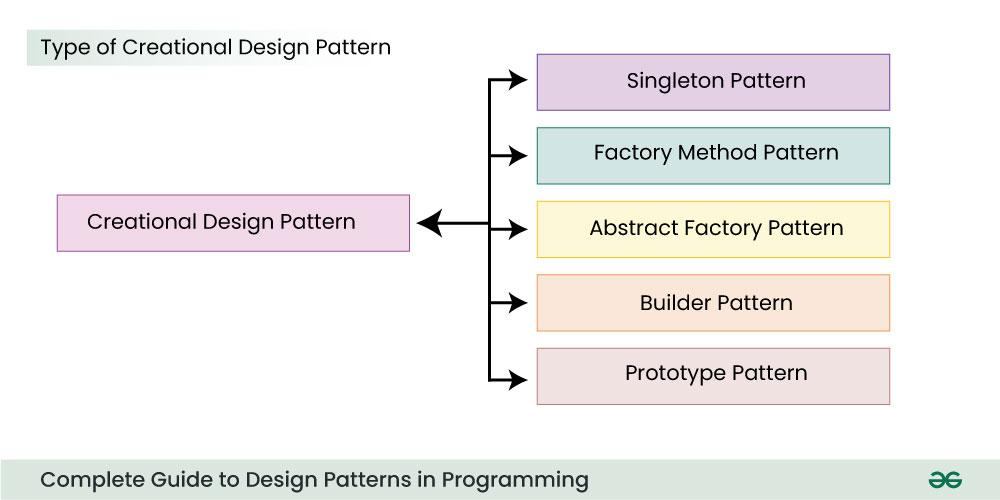 Type of Creational Design Pattern
Singleton Pattern
Factory Method Pattern
Creational Design Pattern
Abstract Factory Pattern
Builder Pattern
Prototype Pattern
Complete Guide to Design Patterns in Programming